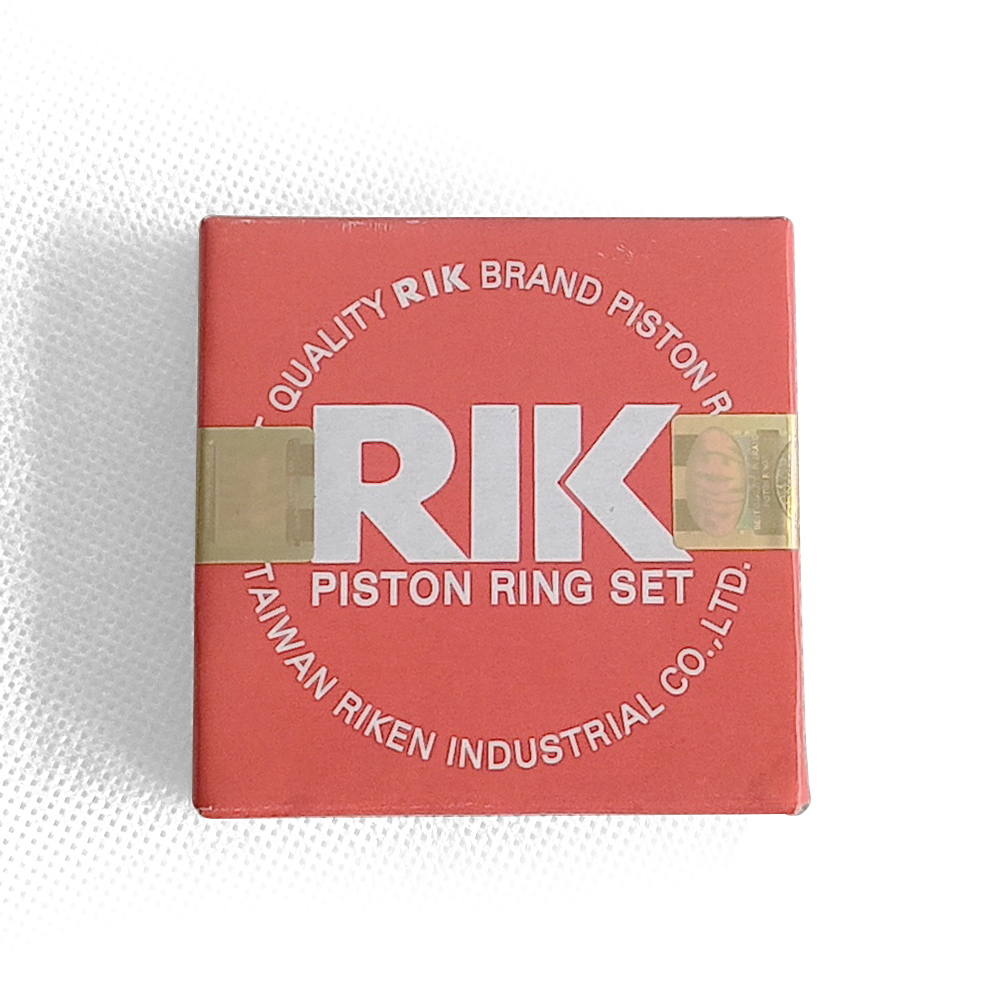 QUALITY RIK BRAND PISTON
RIK
PISTON RING SET
TAIWAN RIKEN INDUSTRIAL CO.,LTD.